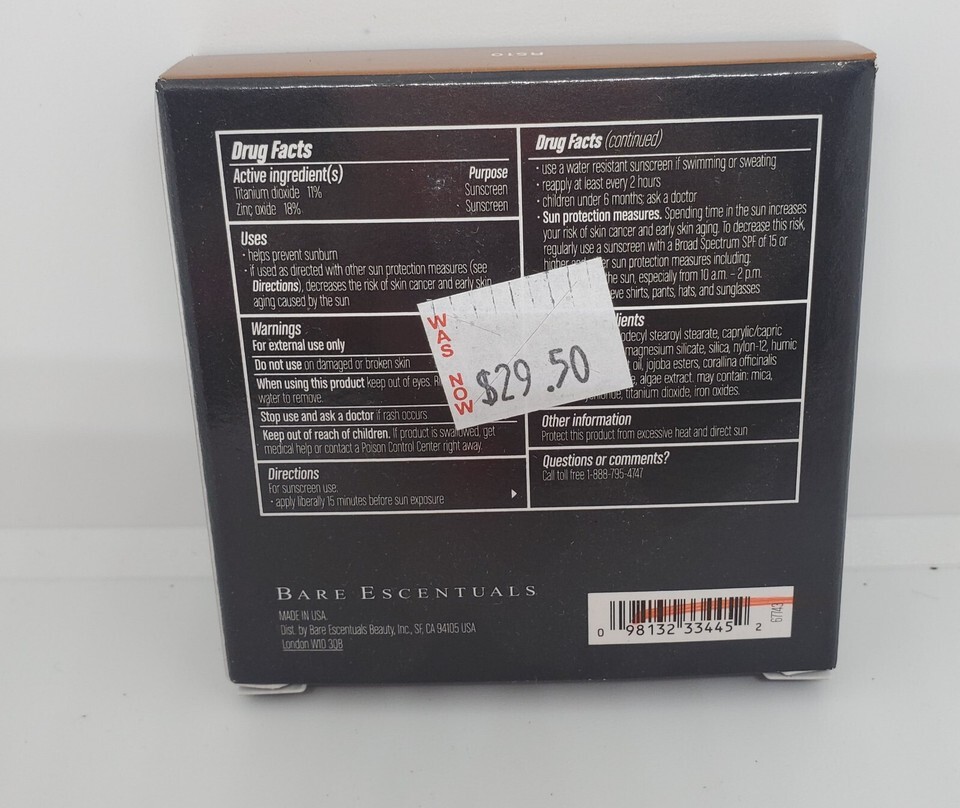 Drug Facts
Active ingredient(s) Purpose
Titanium dioxide 11% Sunscreen
Zinc oxide 18% Sunscreen
Uses
· helps prevent sunburn
· if used as directed with other sun protection measures (see
Directions), decreases the risk of skin cancer and early skin
aging caused by the sun
Warnings
For external use only
Do not use on damaged or broken skin
When using this product keep out of eyes.
water to remove.
Stop use and ask a doctor if rash occurs
Keep out of reach of children. If product is swallowed, get
medical help or contact a Poison Control Center right away.
Directions
For sunscreen use:
· apply liberally 15 minutes before sun exposure
Drug Facts (continued)
· use a water resistant sunscreen if swimming or sweating
· reapply at least every 2 hours
· children under 6 months: ask a doctor
· Sun protection measures. Spending time in the sun increases
your risk of skin cancer and early skin aging. To decrease this risk,
regularly use a sunscreen with a Broad Spectrum SPF of 15 or
higher and sun protection measures including:
the sun, especially from 10 a.m. – 2 p.m.
shirts, pants, hats, and sunglasses
stearoyl stearate, caprylic/capric
magnesium silicate, silica, nylon-12, humic
oil, jojoba esters, corallina officinalis
algae extract. may contain: mica,
titanium dioxide, iron oxides.
Other information
Protect this product from excessive heat and direct sun
Questions or comments?
Call toll free 1-888-795-4747
WAS
NOW
$29.50
BARE ESCENTUALS
MADE IN USA.
Dist. by Bare Escentuals Beauty, Inc., SF, CA 94105 USA
London W1D 3QB
0 98132 33445 2
67743